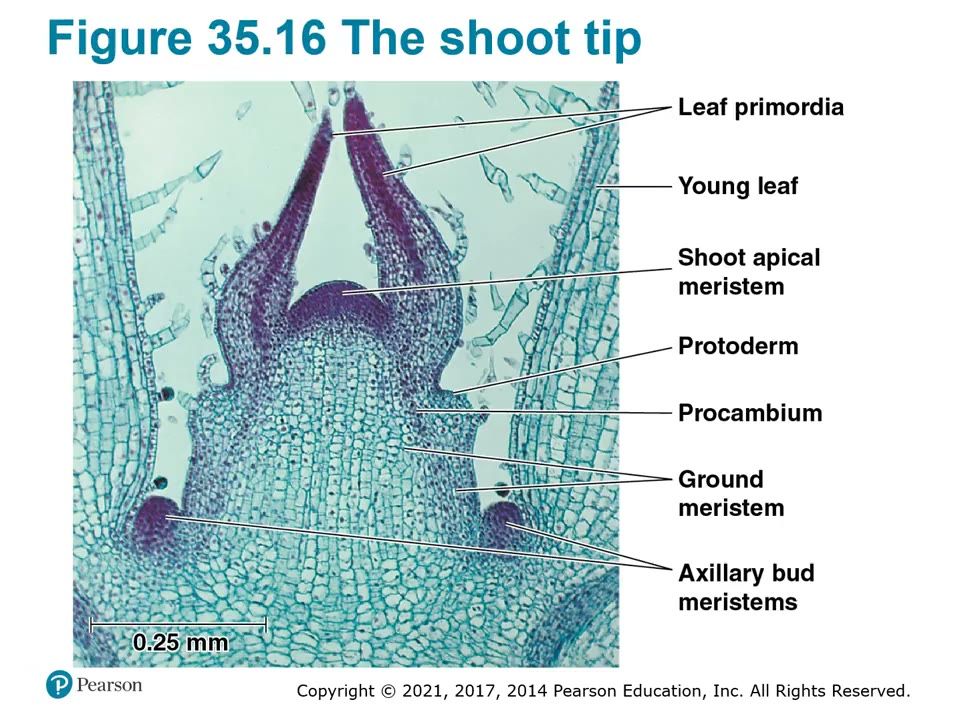 Figure 35.16 The shoot tip
Leaf primordia
Young leaf
Shoot apical
meristem
Protoderm
Procambium
Ground
meristem
Axillary bud
meristems
0.25 mm
P Pearson
Copyright © 2021, 2017, 2014 Pearson Education, Inc. All Rights Reserved.